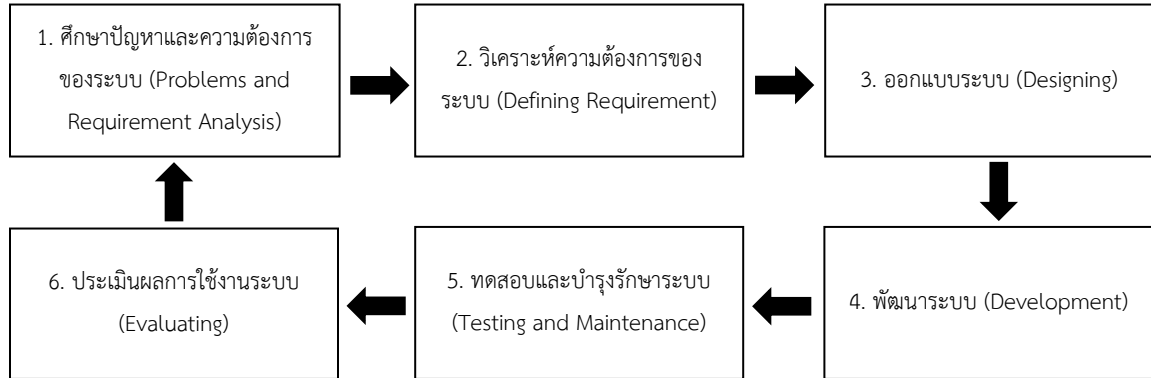 1. ศึกษาปัญหาและความต้องการ
ของระบบ (Problems and
Requirement Analysis)
2. วิเคราะห์ความต้องการของ
ระบบ (Defining Requirement)
3. ออกแบบระบบ (Designing)
4. พัฒนาระบบ (Development)
5. ทดสอบและบำรุงรักษาระบบ
(Testing and Maintenance)
6. ประเมินผลการใช้งานระบบ
(Evaluating)